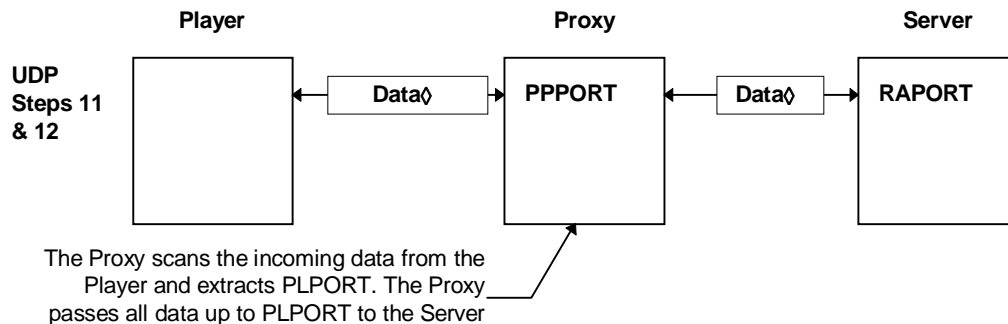 Player Proxy Server
UDP
Steps 11
& 12
Data◊ PPPORT Data◊ RAPORT
The Proxy scans the incoming data from the
Player and extracts PLPORT. The Proxy
passes all data up to PLPORT to the Server